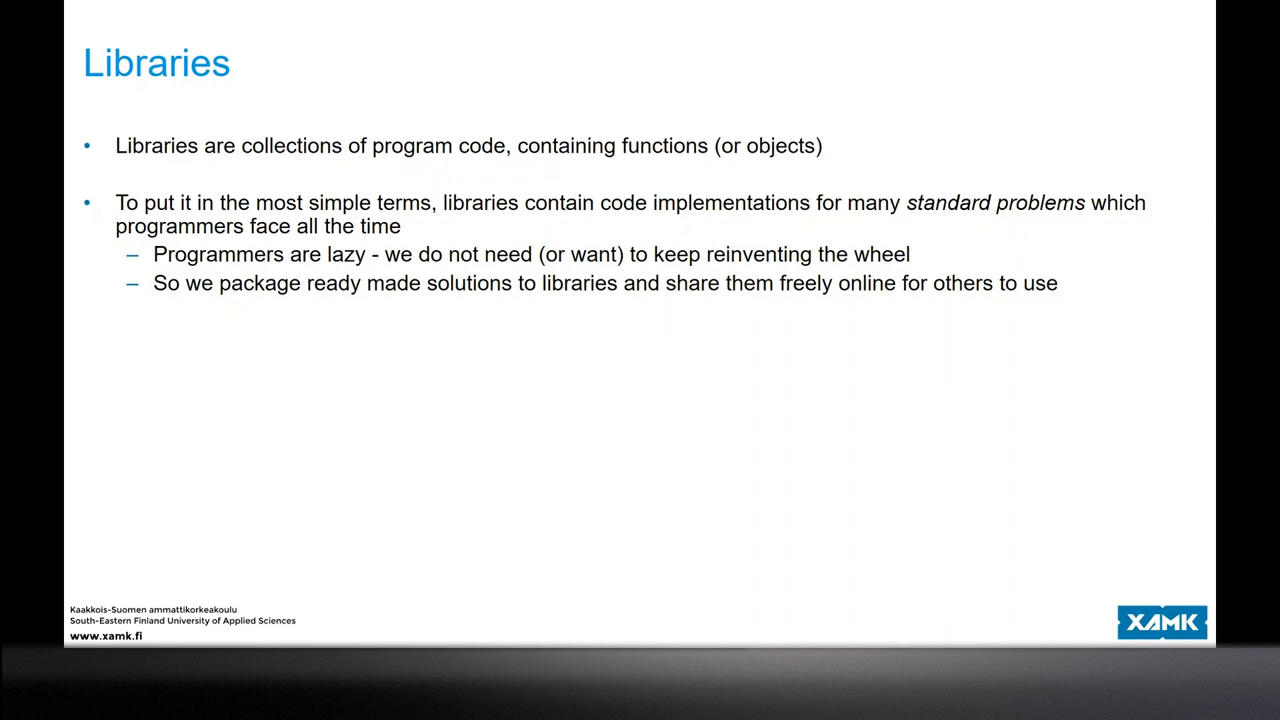 Libraries
• Libraries are collections of program code, containing functions (or objects)
• To put it in the most simple terms, libraries contain code implementations for many standard problems which
programmers face all the time
– Programmers are lazy - we do not need (or want) to keep reinventing the wheel
– So we package ready made solutions to libraries and share them freely online for others to use
Kaakkois-Suomen ammattikorkeakoulu
South-Eastern Finland University of Applied Sciences
www.xamk.fi
XAMK